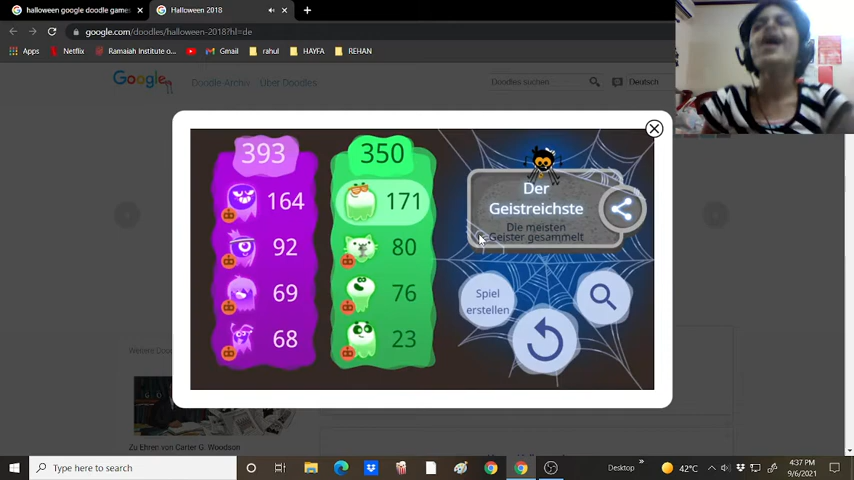 halloween google doodle games
Halloween 2018
google.com/doodles/halloween-2018?hl=de
Apps
Netflix
Ramaiah Institute o...
Gmail
rahul
HAYFA
REHAN
Google
Doodle Archiv
Über Doodles
Doodles suchen
Deutsch
393
350
164
171
92
80
69
76
68
23
Der
Geistreichste
Die meisten
Geister gesammelt
Spiel
erstellen
Zu Ehren von Carter G. Woodson
Type here to search
Desktop
42°C
4:37 PM
9/6/2021